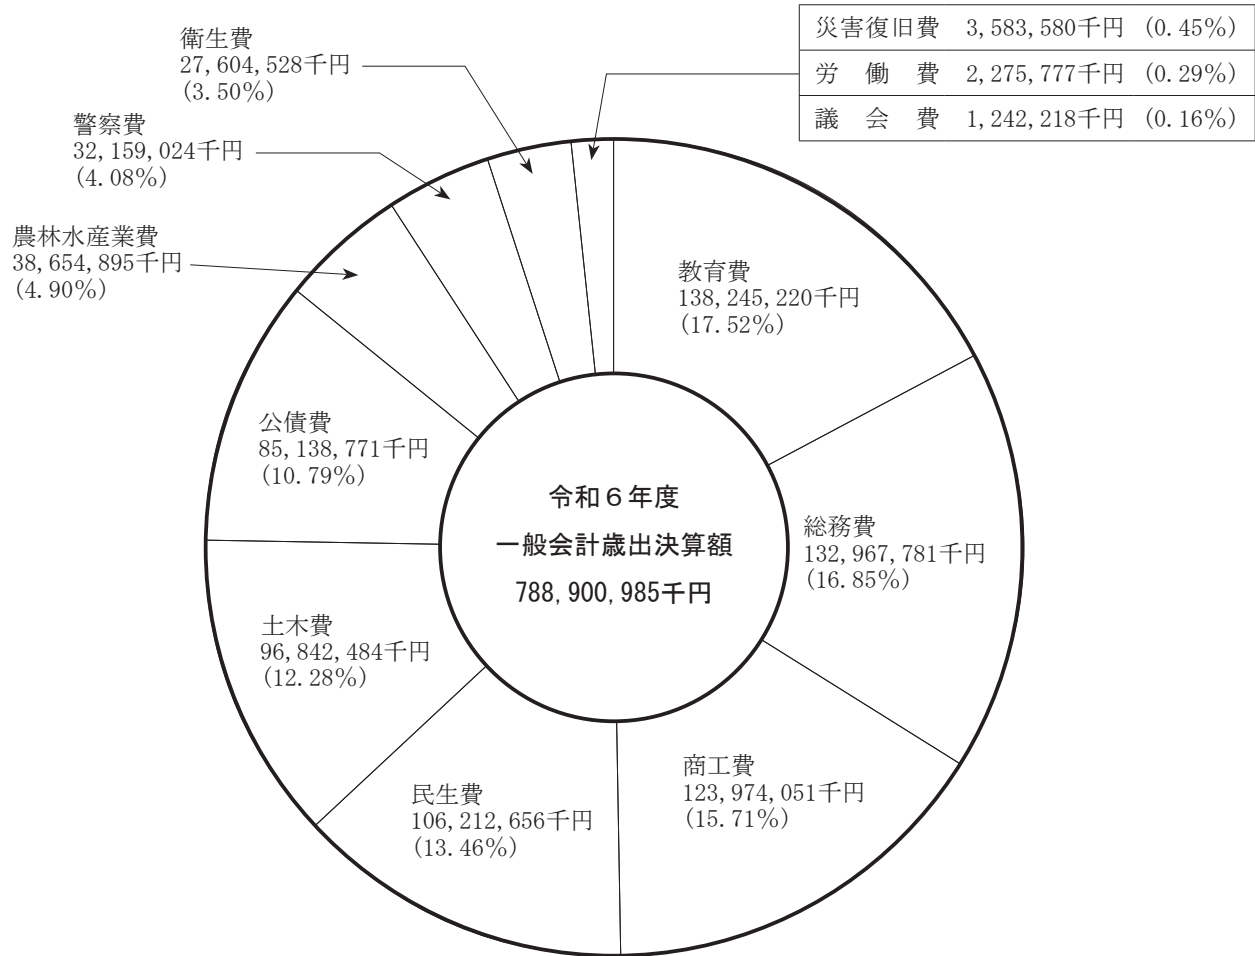 災害復旧費 3,583,580千円 (0.45%)
労働費 2,275,777千円 (0.29%)
議会費 1,242,218千円 (0.16%)
衛生費
27,604,528千円
(3.50%)
警察費
32,159,024千円
(4.08%)
農林水産業費
38,654,895千円
(4.90%)
教育費
138,245,220千円
(17.52%)
公債費
85,138,771千円
(10.79%)
令和6年度
一般会計歳出決算額
788,900,985千円
総務費
132,967,781千円
(16.85%)
土木費
96,842,484千円
(12.28%)
商工費
123,974,051千円
(15.71%)
民生費
106,212,656千円
(13.46%)